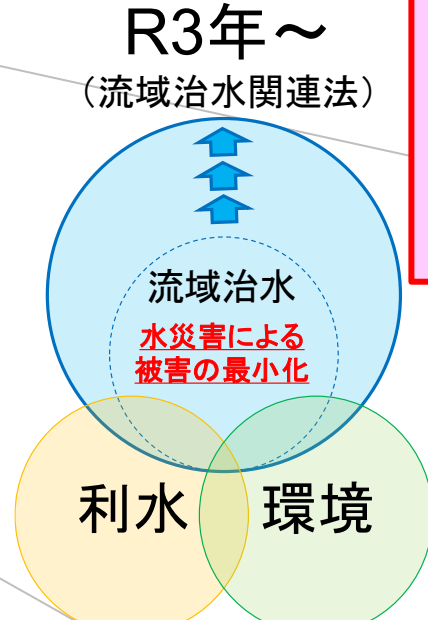 R3年～
（流域治水関連法）
流域治水
水災害による
被害の最小化
利水
環境